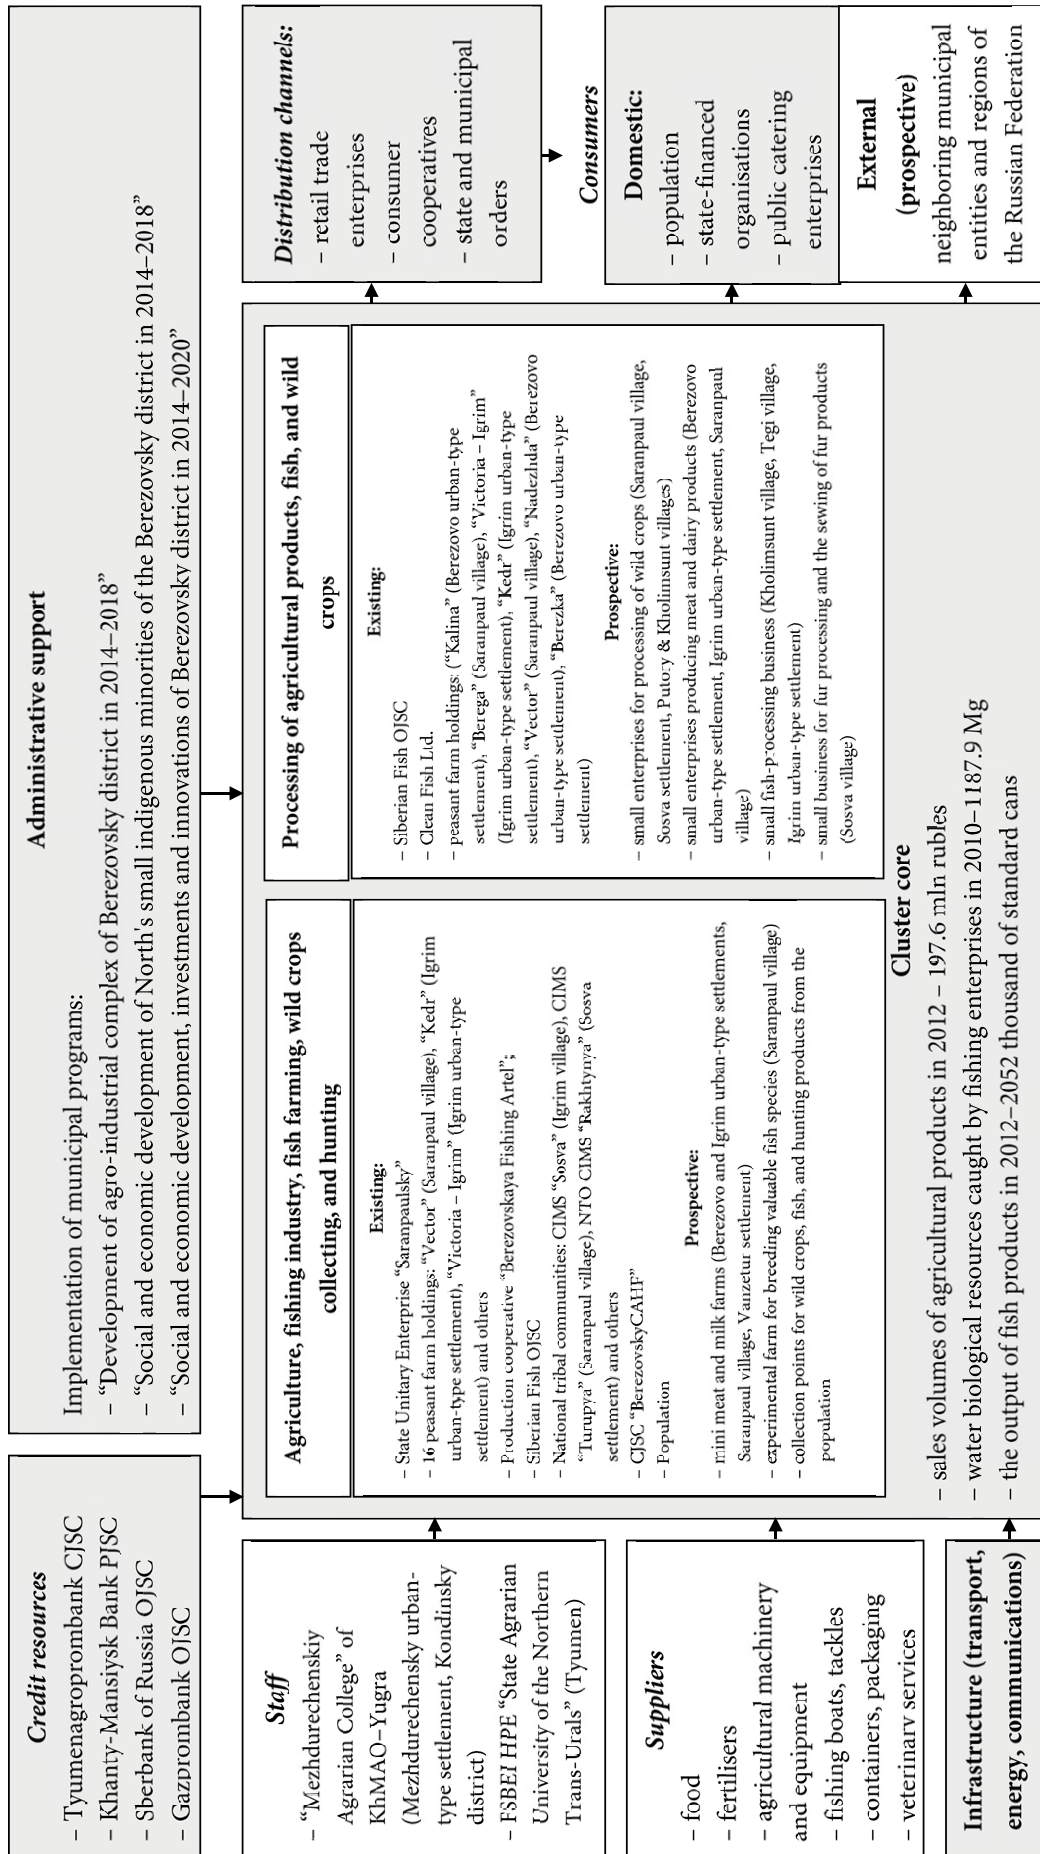 Credit resources
– Tyumenagroprombank CJSC
– Khanty-Mansiysk Bank PJSC
– Sberbank of Russia OJSC
– Gazprombank OJSC
Administrative support
Implementation of municipal programs:
– “Development of agro-industrial complex of Berezovsky district in 2014–2018”
– “Social and economic development of North's small indigenous minorities of the Berezovsky district in 2014–2018”
– “Social and economic development, investments and innovations of Berezovsky district in 2014–2020”
Staff
– “Mezhdurechenskiy
Agrarian College” of
KhMAO–Yugra
(Mezhdurechensky urban-
type settlement, Kondinsky
district)
– FSBEI HPE “State Agrarian
University of the Northern
Trans-Urals” (Tyumen)
Suppliers
– food
– fertilisers
– agricultural machinery
and equipment
– fishing boats, tackles
– containers, packaging
– veterinary services
Infrastructure (transport,
energy, communications)
Agriculture, fishing industry, fish farming, wild crops
collecting, and hunting
Existing:
– State Unitary Enterprise “Saranpaulsky”
– 16 peasant farm holdings: “Vector” (Saranpaul village), “Kedr” (Igrim
urban-type settlement), “Victoria – Igrim” (Igrim urban-type
settlement) and others
– Production cooperative “Berezovskaya Fishing Artel”;
– Siberian Fish OJSC
– National tribal communities: CIMS “Sosva” (Igrim village), CIMS
“Turupya” (Saranpaul village), NTO CIMS “Rakhtynya” (Sosva
settlement) and others
– CJSC “BerezovskyCAHF”
– Population
Prospective:
– mini meat and milk farms (Berezovo and Igrim urban-type settlements,
Saranpaul village, Vanzetur settlement)
– experimental farm for breeding valuable fish species (Saranpaul village)
– collection points for wild crops, fish, and hunting products from the
population
Processing of agricultural products, fish, and wild
crops
Existing:
– Siberian Fish OJSC
– Clean Fish Ltd.
– peasant farm holdings: (“Kalina” (Berezovo urban-type
settlement), “Berega” (Saranpaul village), “Victoria – Igrim”
(Igrim urban-type settlement), “Kedr” (Igrim urban-type
settlement), “Vector” (Saranpaul village), “Nadezhda” (Berezovo
urban-type settlement), “Berezka” (Berezovo urban-type
settlement)
Prospective:
– small enterprises for processing of wild crops (Saranpaul village,
Sosva settlement, Putory & Kholimsunt villages)
– small enterprises producing meat and dairy products (Berezovo
urban-type settlement, Igrim urban-type settlement, Saranpaul
village)
– small fish-processing business (Kholimsunt village, Tegi village,
Igrim urban-type settlement)
– small business for fur processing and the sewing of fur products
(Sosva village)
Cluster core
– sales volumes of agricultural products in 2012 – 197.6 mln rubles
– water biological resources caught by fishing enterprises in 2010–1187.9 Mg
– the output of fish products in 2012–2052 thousand of standard cans
Distribution channels:
– retail trade
enterprises
– consumer
cooperatives
– state and municipal
orders
Consumers
Domestic:
– population
– state-financed
organisations
– public catering
enterprises
External
(prospective)
neighboring municipal
entities and regions of
the Russian Federation